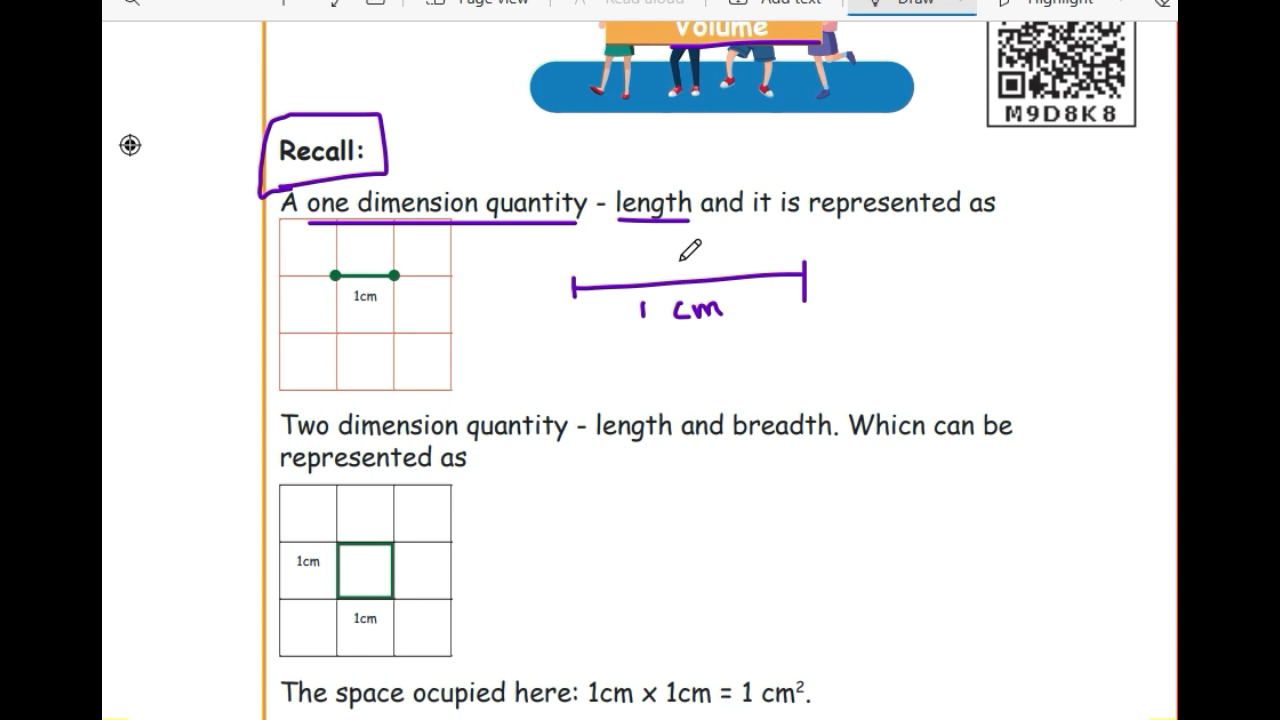 Page view
Read aloud
Add text
Draw
Highlight
Volume
M9D8K8
Recall:
A one dimension quantity - length and it is represented as
1cm
1 cm
Two dimension quantity - length and breadth. Whicn can be
represented as
1cm
1cm
The space ocupied here: 1cm x 1cm = 1 cm².